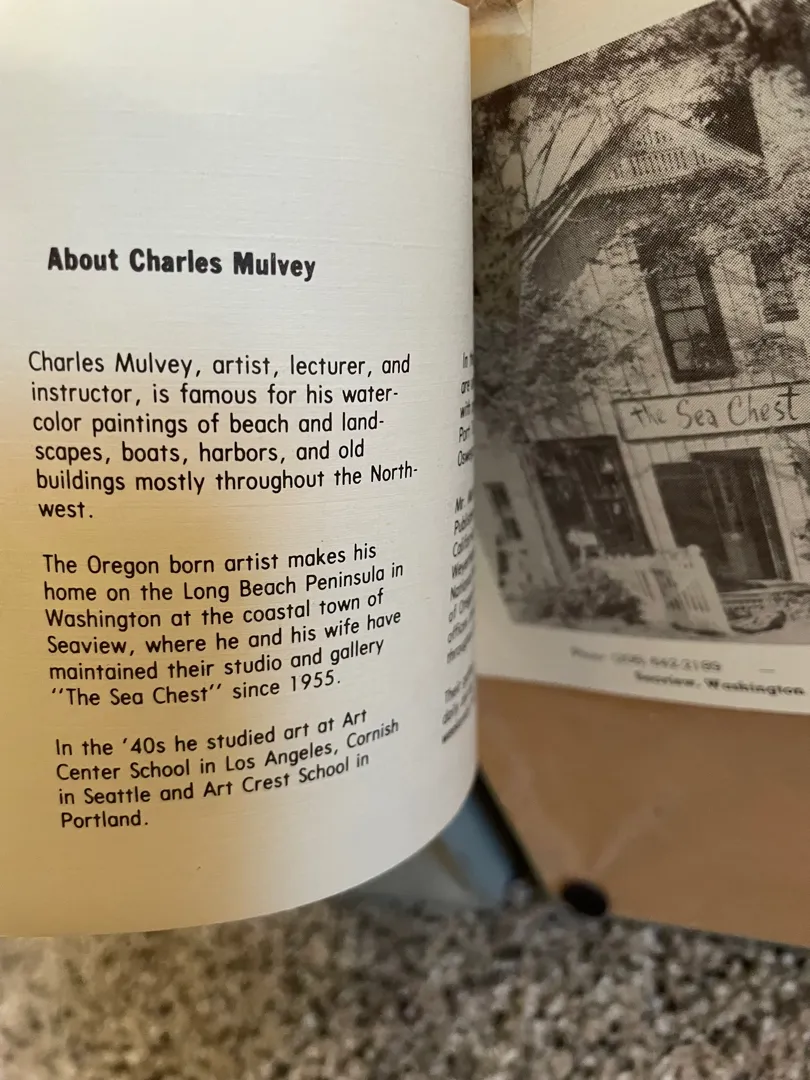 About Charles Mulvey
Charles Mulvey, artist, lecturer, and
instructor, is famous for his water-
color paintings of beach and land-
scapes, boats, harbors, and old
buildings mostly throughout the North-
west.
The Oregon born artist makes his
home on the Long Beach Peninsula in
Washington at the coastal town of
Seaview, where he and his wife have
maintained their studio and gallery
"The Sea Chest" since 1955.
In the '40s he studied art at Art
Center School in Los Angeles, Cornish
in Seattle and Art Crest School in
Portland.
the Sea Chest
Seaview, Washington